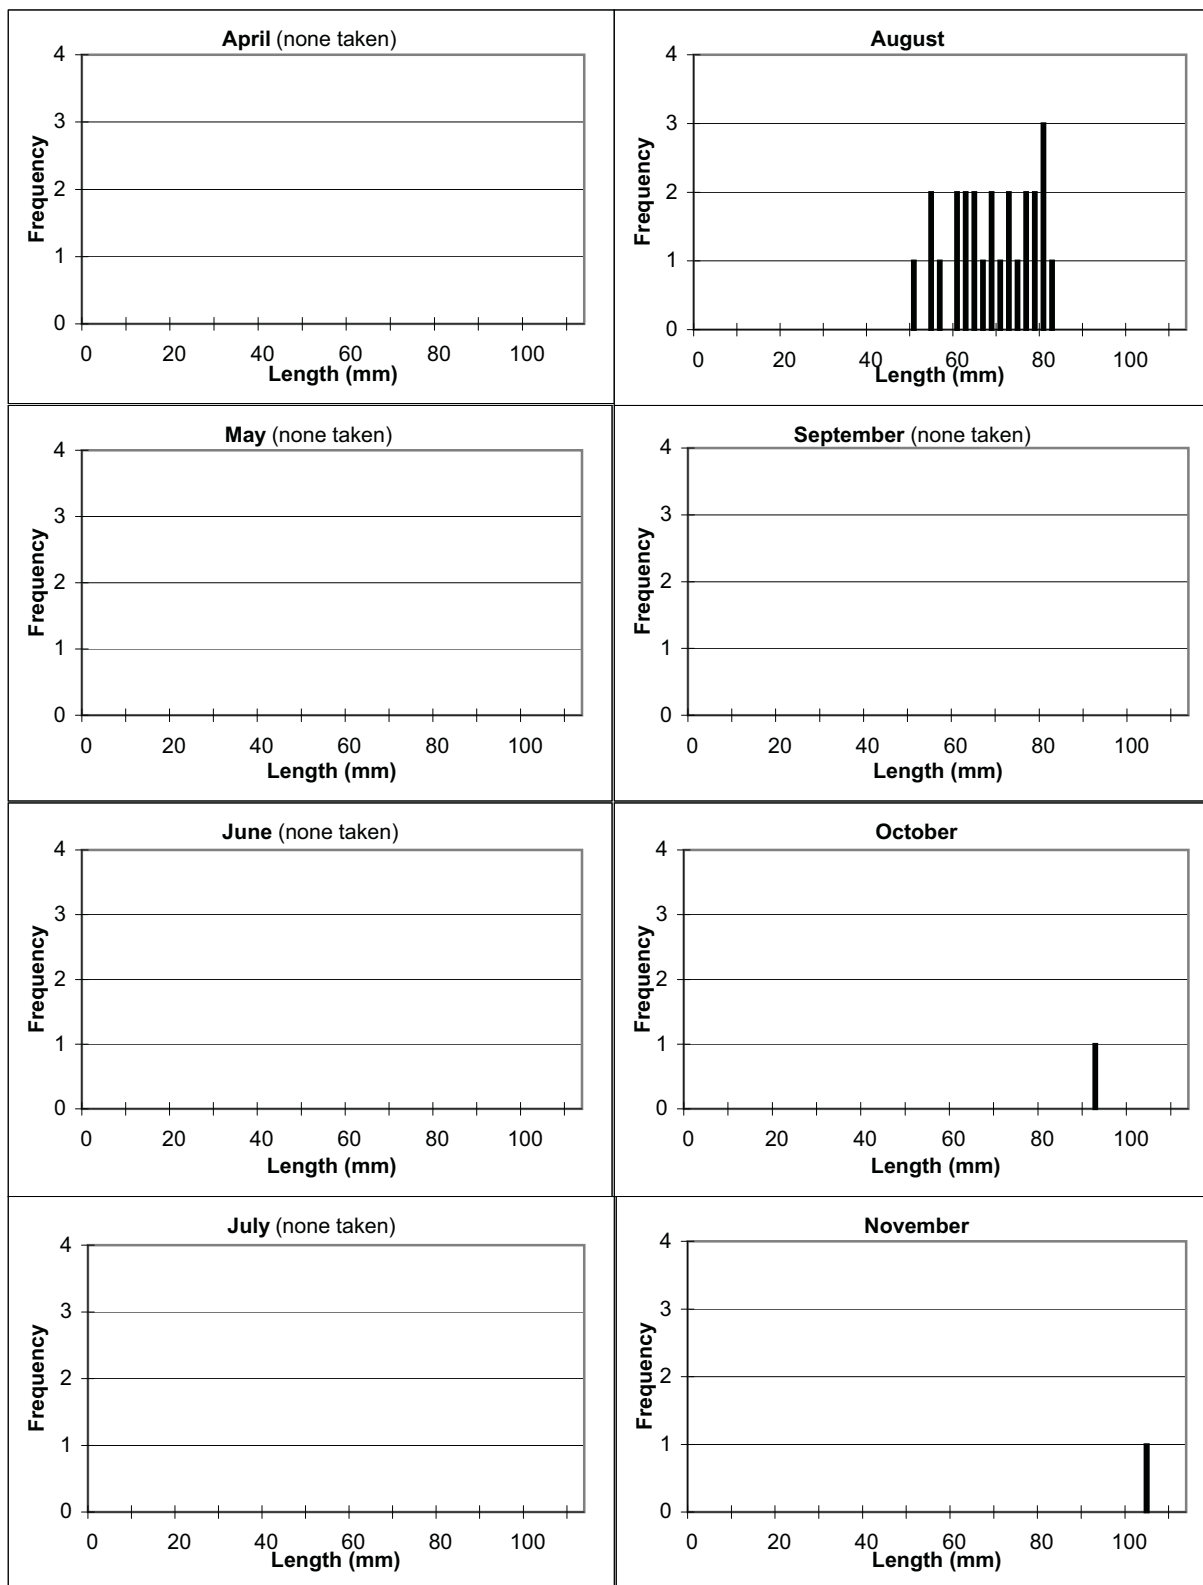 April (none taken)
4
3
2
1
0
Frequency
0 20 40 60 80 100
Length (mm)
August
4
3
2
1
0
Frequency
0 20 40 60 80 100
Length (mm)
May (none taken)
4
3
2
1
0
Frequency
0 20 40 60 80 100
Length (mm)
September (none taken)
4
3
2
1
0
Frequency
0 20 40 60 80 100
Length (mm)
June (none taken)
4
3
2
1
0
Frequency
0 20 40 60 80 100
Length (mm)
October
4
3
2
1
0
Frequency
0 20 40 60 80 100
Length (mm)
July (none taken)
4
3
2
1
0
Frequency
0 20 40 60 80 100
Length (mm)
November
4
3
2
1
0
Frequency
0 20 40 60 80 100
Length (mm)